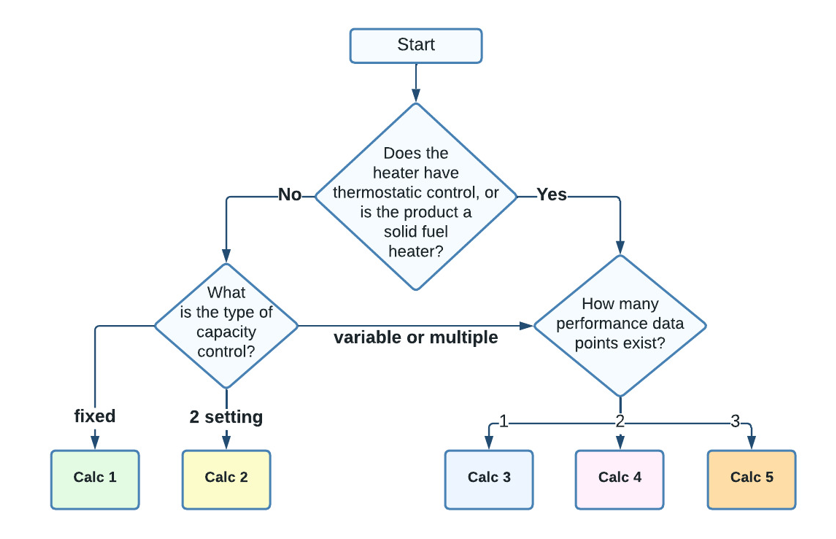 Start
Does the
heater have
thermostatic control, or
is the product a
solid fuel
heater?
No
Yes
What
is the type of
capacity
control?
How many
performance data
points exist?
variable or multiple
fixed
2 setting
1
2
3
Calc 1
Calc 2
Calc 3
Calc 4
Calc 5